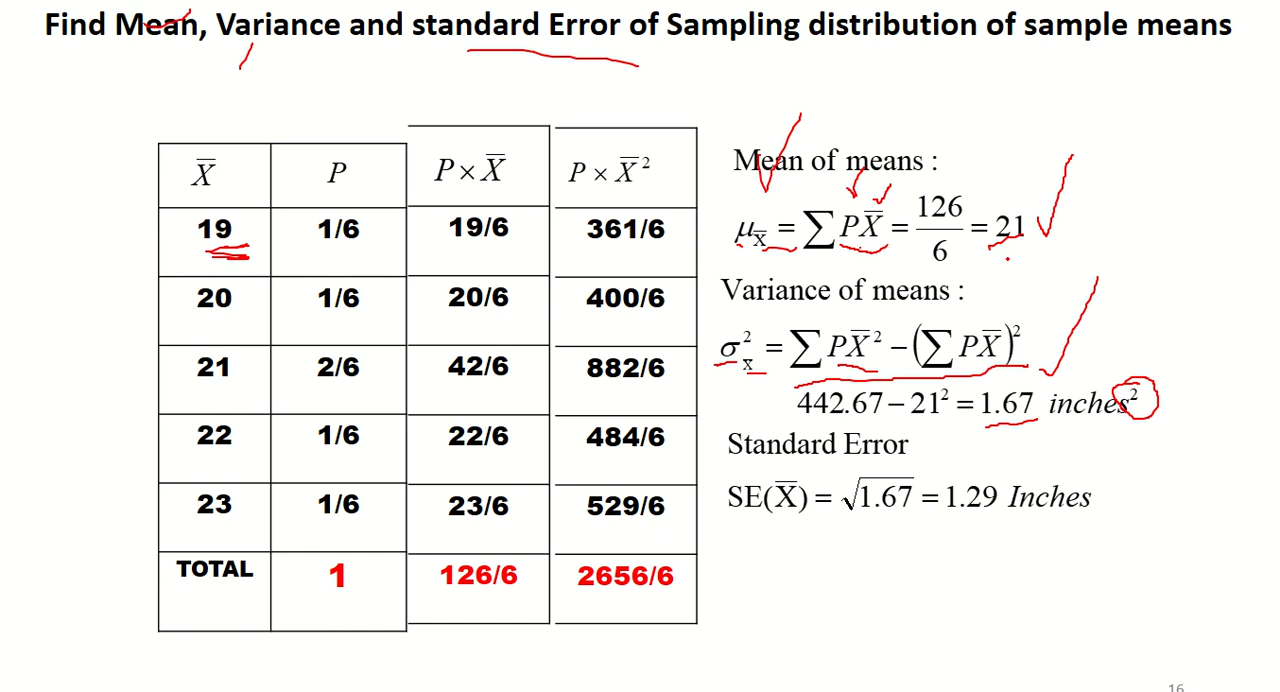 Find Mean, Variance and standard Error of Sampling distribution of sample means
X̅ P P × X̅ P × X̅²
19 1/6 19/6 361/6
20 1/6 20/6 400/6
21 2/6 42/6 882/6
22 1/6 22/6 484/6
23 1/6 23/6 529/6
TOTAL 1 126/6 2656/6
Mean of means :
μ_X̅ = ∑ PX̅ = 126/6 = 21
Variance of means :
σ²_x̅ = ∑ PX̅² − (∑ PX̅)²
442.67 − 21² = 1.67 inches²
Standard Error
SE(X̅) = √1.67 = 1.29 Inches
16